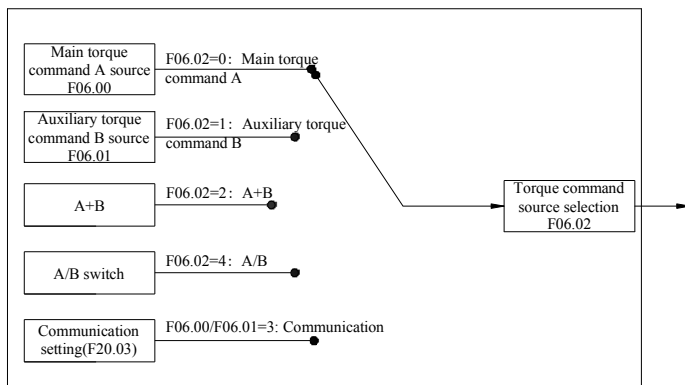 Main torque
command A source
F06.00
F06.02=0: Main torque
command A
Auxiliary torque
command B source
F06.01
F06.02=1: Auxiliary torque
command B
A+B
F06.02=2: A+B
Torque command
source selection
F06.02
A/B switch
F06.02=4: A/B
Communication
setting(F20.03)
F06.00/F06.01=3: Communication